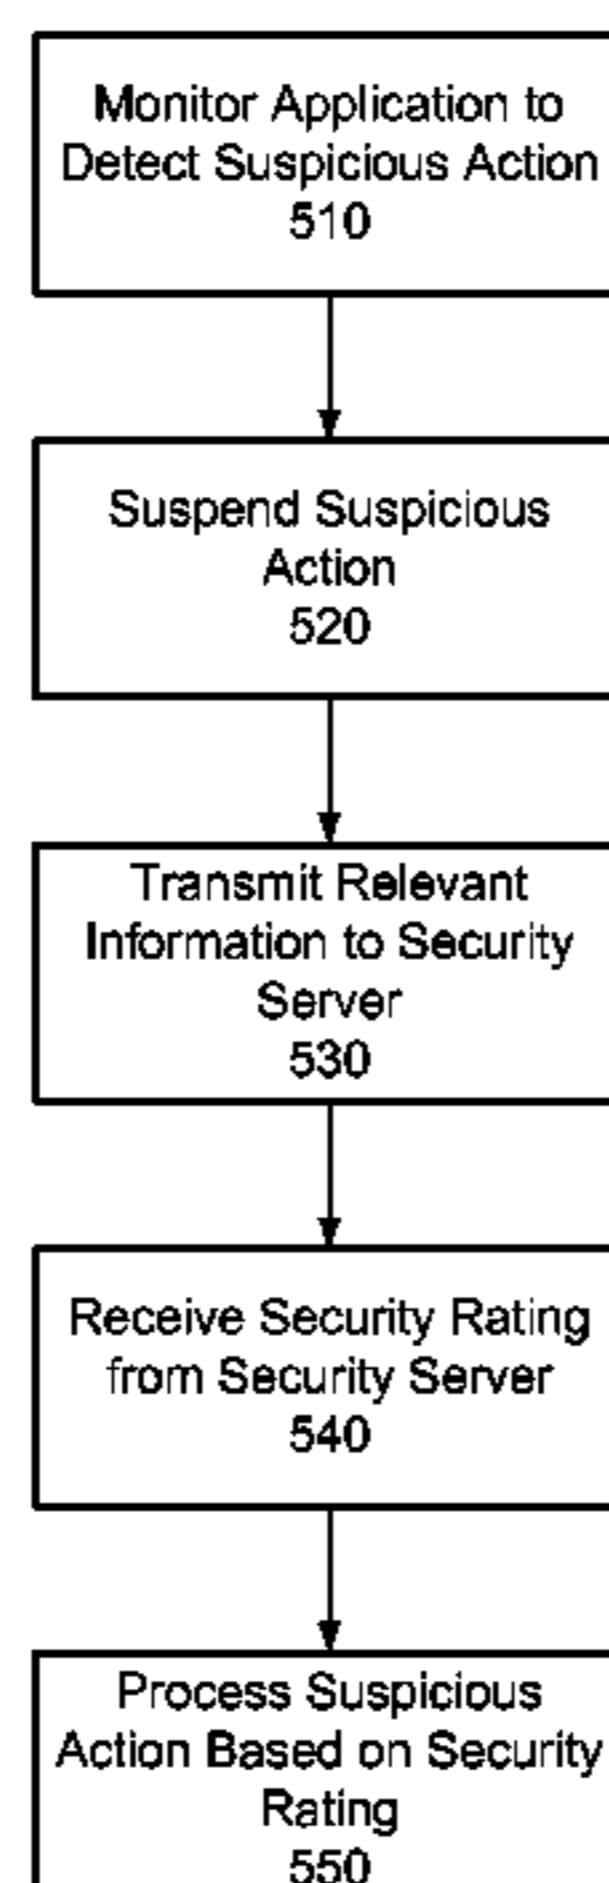 Monitor Application to
Detect Suspicious Action
510
Suspend Suspicious
Action
520
Transmit Relevant
Information to Security
Server
530
Receive Security Rating
from Security Server
540
Process Suspicious
Action Based on Security
Rating
550